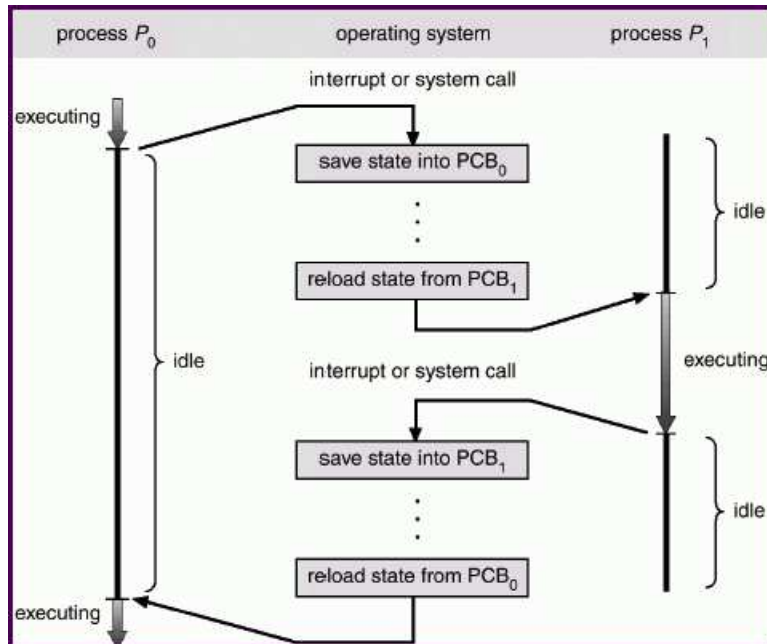 process P0 operating system process P1
interrupt or system call
executing
save state into PCB0
idle
reload state from PCB1
idle
interrupt or system call
executing
save state into PCB1
idle
reload state from PCB0
executing